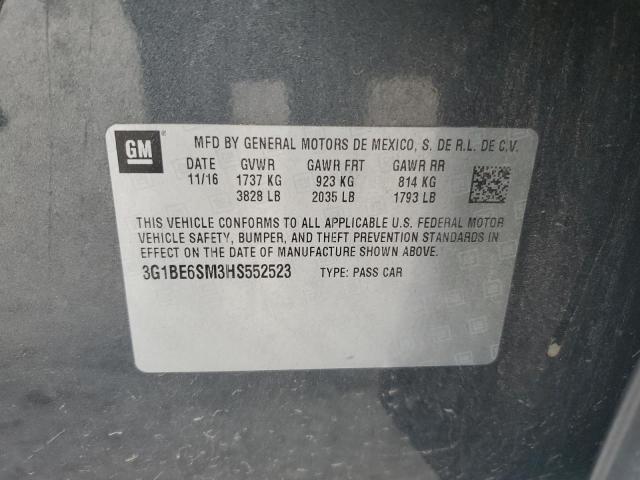 GM
MFD BY GENERAL MOTORS DE MEXICO, S. DE R.L. DE C.V.
DATE GVWR GAWR FRT GAWR RR
11/16 1737 KG 923 KG 814 KG
3828 LB 2035 LB 1793 LB
THIS VEHICLE CONFORMS TO ALL APPLICABLE U.S. FEDERAL MOTOR
VEHICLE SAFETY, BUMPER, AND THEFT PREVENTION STANDARDS IN
EFFECT ON THE DATE OF MANUFACTURE SHOWN ABOVE.
3G1BE6SM3HS552523 TYPE: PASS CAR